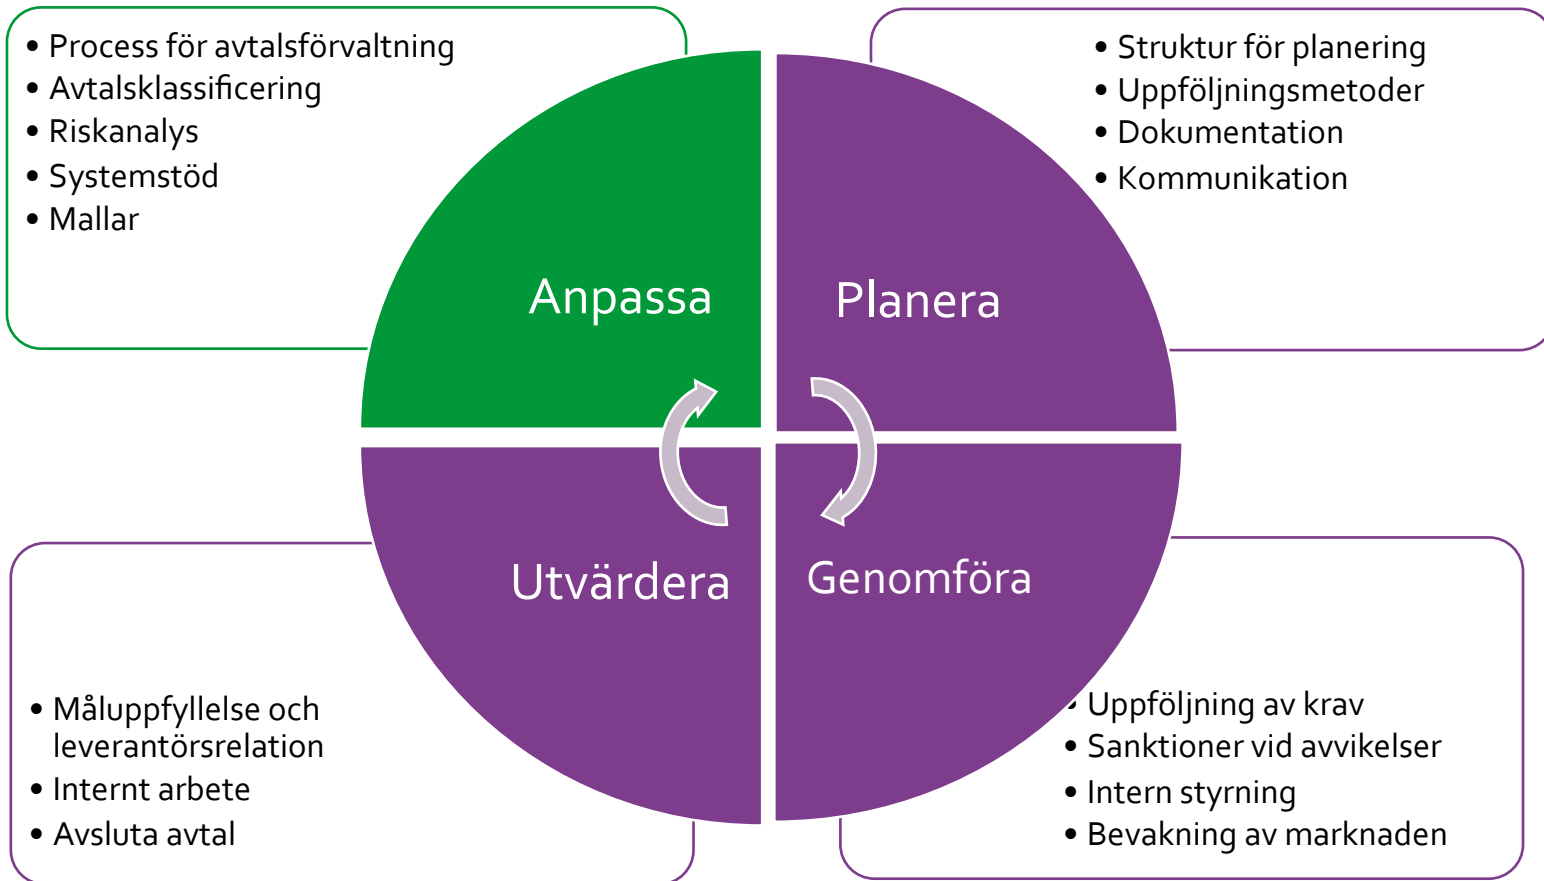 • Process för avtalsförvaltning
• Avtalsklassificering
• Riskanalys
• Systemstöd
• Mallar
• Struktur för planering
• Uppföljningsmetoder
• Dokumentation
• Kommunikation
Anpassa
Planera
Utvärdera
Genomföra
• Måluppfyllelse och
leverantörsrelation
• Internt arbete
• Avsluta avtal
• Uppföljning av krav
• Sanktioner vid avvikelser
• Intern styrning
• Bevakning av marknaden